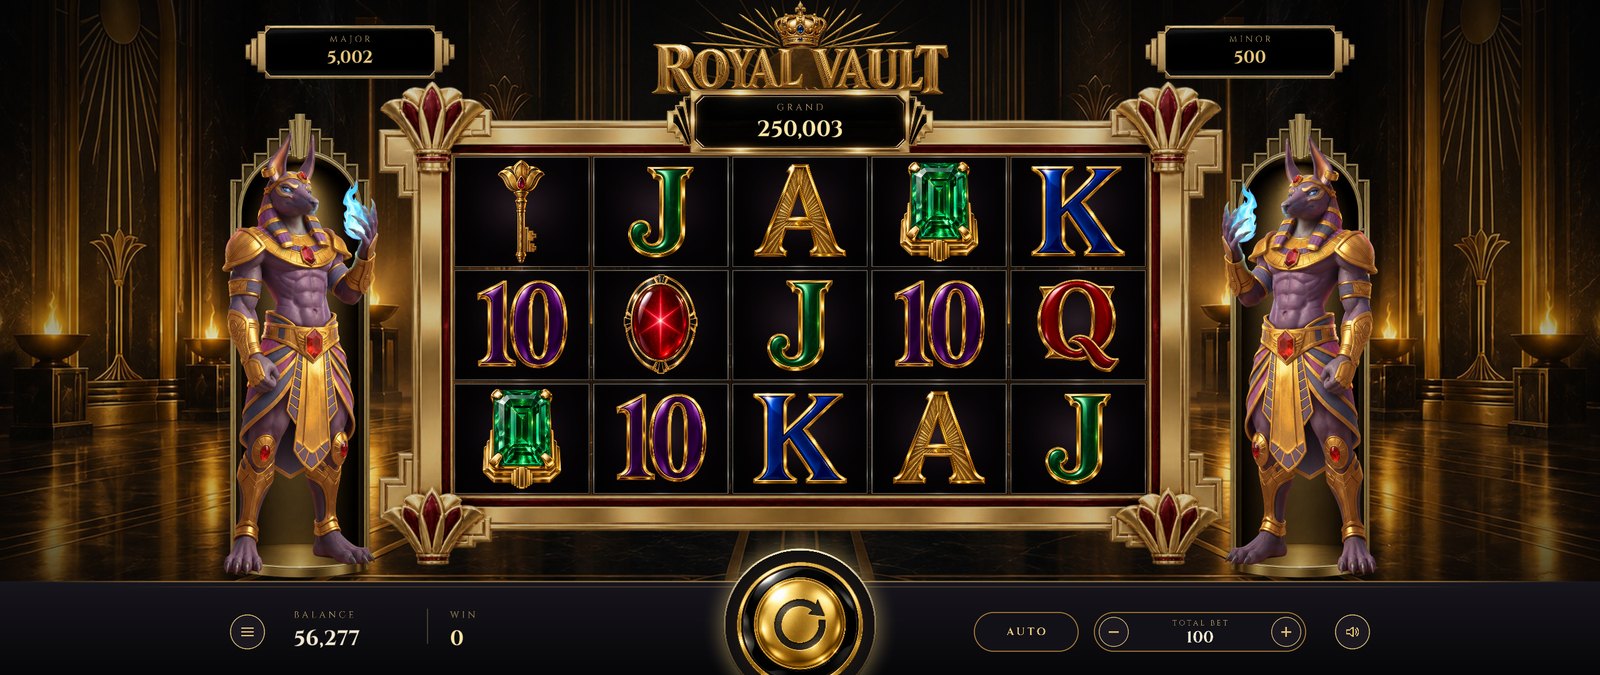 MAJOR
5,002
ROYAL VAULT
MINOR
500
GRAND
250,003
J A K
10 J 10 Q
10 K A J
BALANCE
56,277
WIN
0
AUTO
TOTAL BET
100